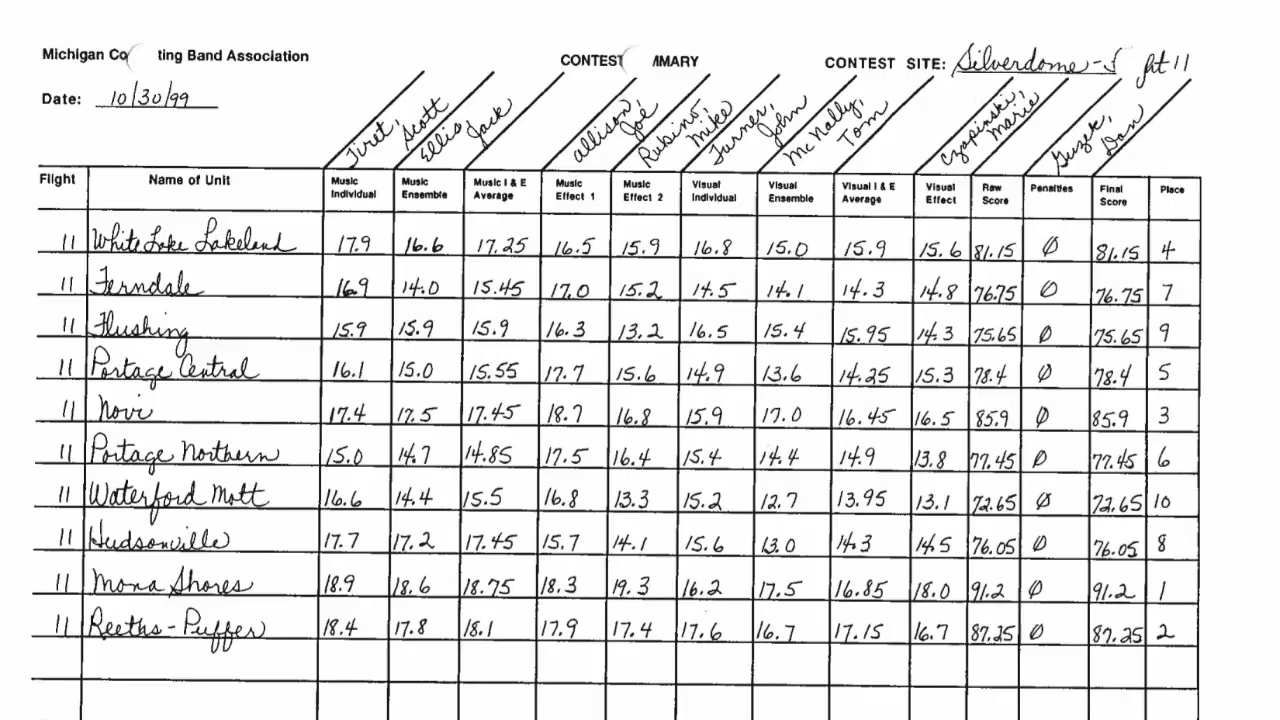 Michigan Co ting Band Association CONTEST MMARY CONTEST SITE: Silverdome - flt 11
Date: 10/30/99
Tiret, Scott Ellis, Jack Allison, Joe Rubino, Mike Turner, John McNally, Tom Czapinski, Marie Guzek, Dan
Flight Name of Unit Music Individual Music Ensemble Music I & E Average Music Effect 1 Music Effect 2 Visual Individual Visual Ensemble Visual I & E Average Visual Effect Raw Score Penalties Final Score Place
11 White Lake Lakeland 17.9 16.6 17.25 16.5 15.9 16.8 15.0 15.9 15.6 81.15 Ø 81.15 4
11 Ferndale 16.9 14.0 15.45 17.0 15.2 14.5 14.1 14.3 14.8 76.75 Ø 76.75 7
11 Flushing 15.9 15.9 15.9 16.3 13.2 16.5 15.4 15.95 14.3 75.65 Ø 75.65 9
11 Portage Central 16.1 15.0 15.55 17.7 15.6 14.9 13.6 14.25 15.3 78.4 Ø 78.4 5
11 Novi 17.4 17.5 17.45 18.7 16.8 15.9 17.0 16.45 16.5 85.9 Ø 85.9 3
11 Portage Northern 15.0 14.7 14.85 17.5 16.4 15.4 14.4 14.9 13.8 77.45 Ø 77.45 6
11 Waterford Mott 16.6 14.4 15.5 16.8 13.3 15.2 12.7 13.95 13.1 72.65 Ø 72.65 10
11 Hudsonville 17.7 17.2 17.45 15.7 14.1 15.6 13.0 14.3 14.5 76.05 Ø 76.05 8
11 Mona Shores 18.9 18.6 18.75 18.3 19.3 16.2 17.5 16.85 18.0 91.2 Ø 91.2 1
11 Reeths-Puffer 18.4 17.8 18.1 17.9 17.4 17.6 16.7 17.15 16.7 87.25 Ø 87.25 2